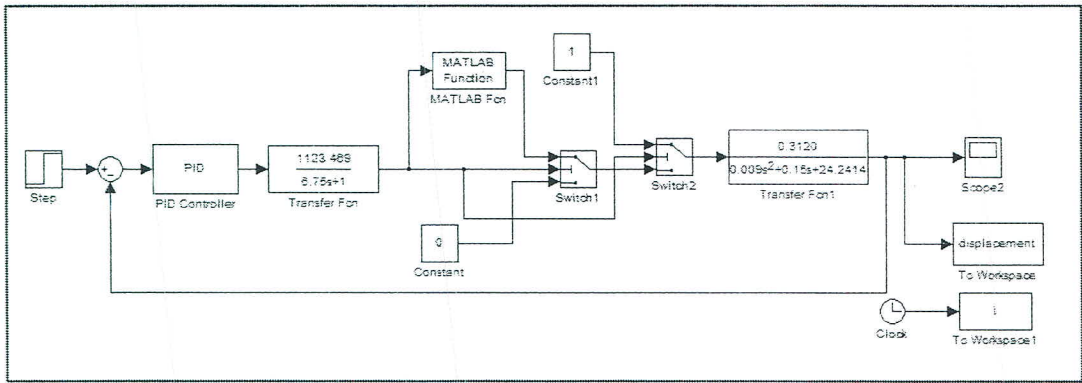 Step
PID
PID Controller
1123.469
6.75s+1
Transfer Fcn
MATLAB
Function
MATLAB Fcn
1
Constant1
0
Constant
Switch1
Switch2
0.3120
0.009s²+0.15s+24.2414
Transfer Fcn1
Scope2
displacement
To Workspace
Clock
t
To Workspace1